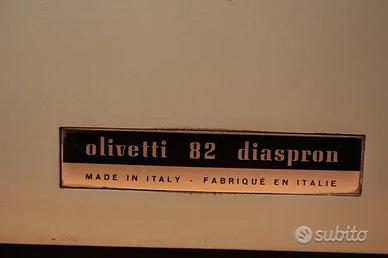 olivetti 82 diaspron
MADE IN ITALY - FABRIQUÉ EN ITALIE
subito